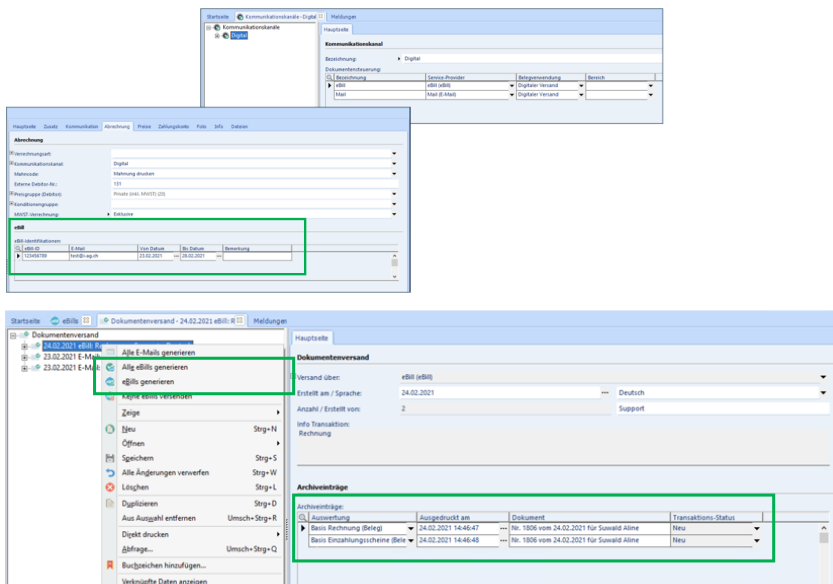 Startseite Kommunikationskanäle - Digital Meldungen
Kommunikationskanäle
Digital
Hauptseite
Kommunikationskanal
Bezeichnung: Digital
Dokumentensteuerung:
Bezeichnung Service-Provider Belegverwendung Bereich
eBill eBill (eBill) Digitaler Versand
Mail Mail (E-Mail) Digitaler Versand
Hauptseite Zusatz Kommunikation Abrechnung Preise Zahlungskonto Foto Info Dateien
Abrechnung
Verrechnungsart:
Kommunikationskanal: Digital
Mahncode: Mahnung drucken
Externe Debitor-Nr.: 131
Preisgruppe (Debitor): Private (inkl. MWST) (20)
Konditionengruppe:
MWST-Verrechnung: Exklusive
eBill
eBill-Identifikationen:
eBill-ID E-Mail Von Datum Bis Datum Bemerkung
123456789 test@i-ag.ch 23.02.2021 28.02.2021
Startseite eBills Dokumentenversand - 24.02.2021 eBill: R Meldungen
Dokumentenversand
24.02.2021 eBill:
23.02.2021 E-Mai
23.02.2021 E-Mai
Alle E-Mails generieren
Alle eBills generieren
eBills generieren
Keine eBills versenden
Zeige
Neu Strg+N
Öffnen
Speichern Strg+S
Alle Änderungen verwerfen Strg+W
Löschen Strg+L
Duplizieren Strg+D
Aus Auswahl entfernen Umsch+Strg+R
Direkt drucken
Abfrage... Umsch+Strg+Q
Buchzeichen hinzufügen...
Verknüpfte Daten anzeigen
Hauptseite
Dokumentenversand
Versand über: eBill (eBill)
Erstellt am / Sprache: 24.02.2021 Deutsch
Anzahl / Erstellt von: 2 Support
Info Transaktion:
Rechnung
Archiveinträge
Archiveinträge:
Auswertung Ausgedruckt am Dokument Transaktions-Status
Basis Rechnung (Beleg) 24.02.2021 14:46:47 Nr. 1806 vom 24.02.2021 für Suwald Aline Neu
Basis Einzahlungsscheine (Bele 24.02.2021 14:46:48 Nr. 1806 vom 24.02.2021 für Suwald Aline Neu